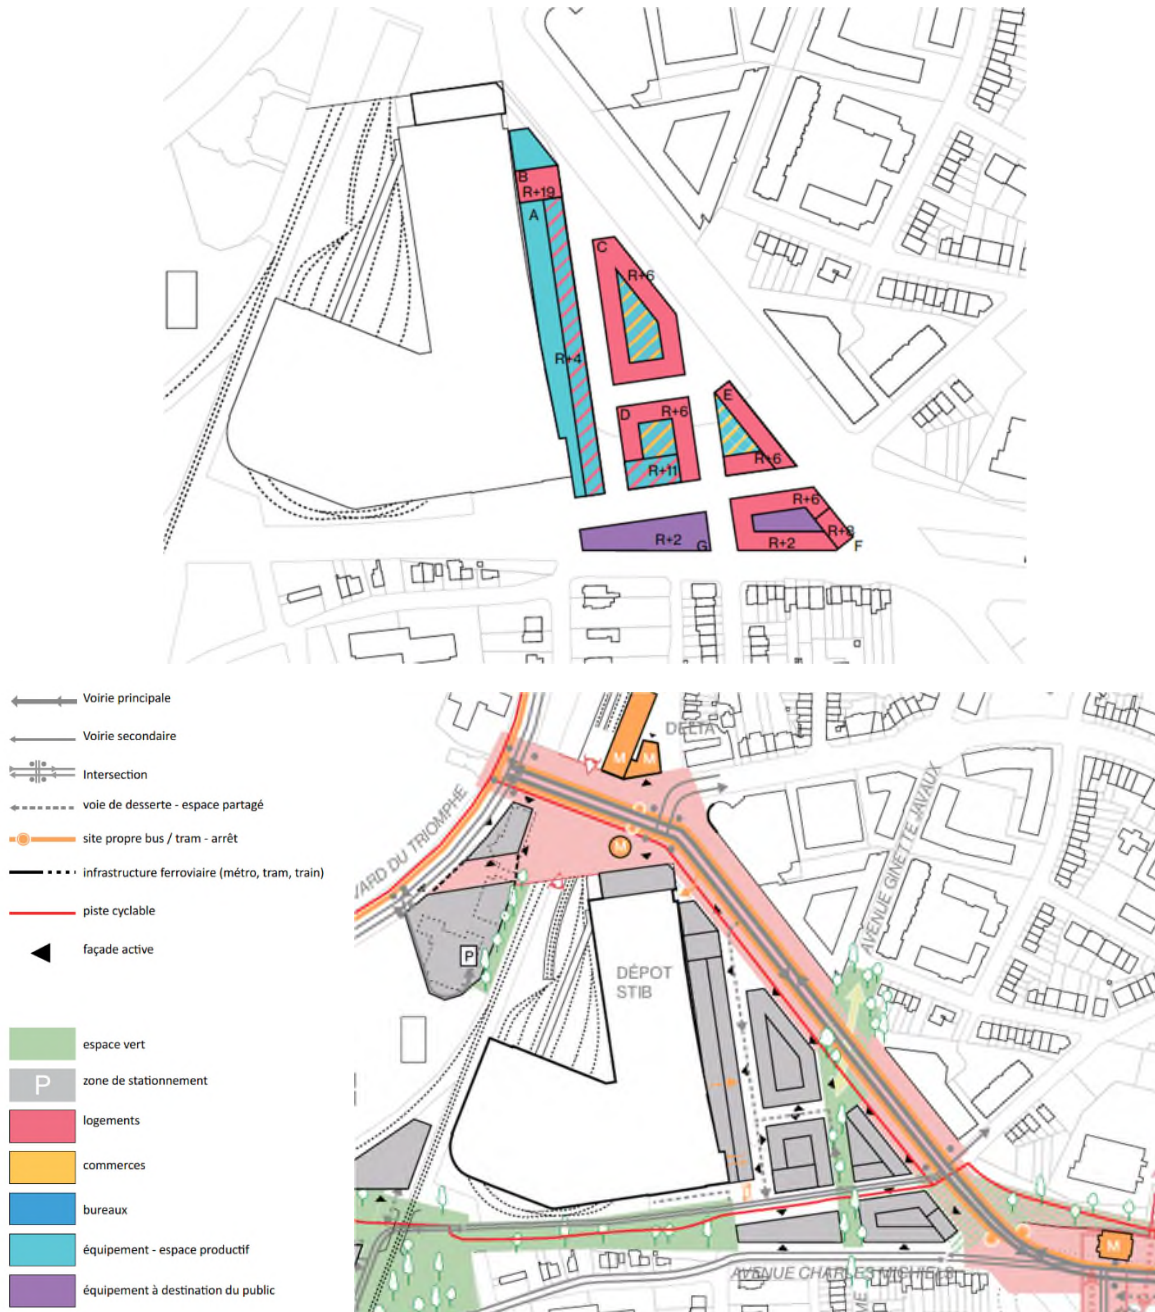 B
R+19
A
C
R+6
R+4
E
D
R+6
R+6
R+11
R+6
R+8
R+2
F
R+2
G
Voirie principale
Voirie secondaire
Intersection
voie de desserte - espace partagé
site propre bus / tram - arrêt
infrastructure ferroviaire (métro, tram, train)
piste cyclable
façade active
espace vert
P
zone de stationnement
logements
commerces
bureaux
équipement - espace productif
équipement à destination du public
DELTA
M
M
M
VARD DU TRIOMPHE
AVENUE GINETTE JAVAUX
P
DÉPOT
STIB
M
AVENUE CHARLES MICHIELS